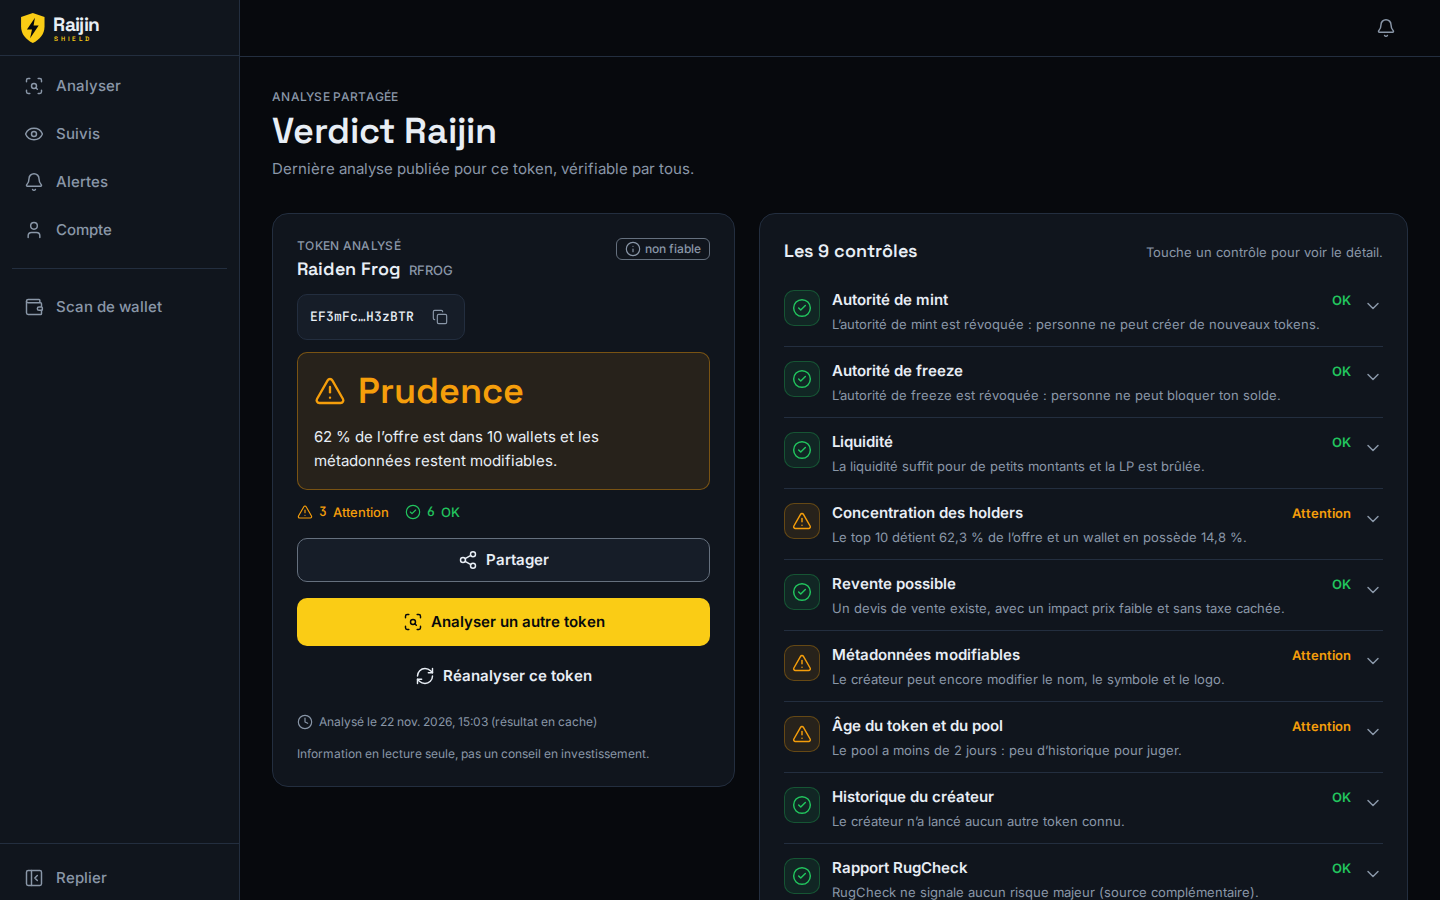 Raijin
SHIELD
Analyser
Suivis
Alertes
Compte
Scan de wallet
Replier
ANALYSE PARTAGÉE
Verdict Raijin
Dernière analyse publiée pour ce token, vérifiable par tous.
TOKEN ANALYSÉ
non fiable
Raiden Frog RFROG
EF3mFc…H3zBTR
Prudence
62 % de l’offre est dans 10 wallets et les
métadonnées restent modifiables.
3 Attention 6 OK
Partager
Analyser un autre token
Réanalyser ce token
Analysé le 22 nov. 2026, 15:03 (résultat en cache)
Information en lecture seule, pas un conseil en investissement.
Les 9 contrôles
Touche un contrôle pour voir le détail.
Autorité de mint OK
L’autorité de mint est révoquée : personne ne peut créer de nouveaux tokens.
Autorité de freeze OK
L’autorité de freeze est révoquée : personne ne peut bloquer ton solde.
Liquidité OK
La liquidité suffit pour de petits montants et la LP est brûlée.
Concentration des holders Attention
Le top 10 détient 62,3 % de l’offre et un wallet en possède 14,8 %.
Revente possible OK
Un devis de vente existe, avec un impact prix faible et sans taxe cachée.
Métadonnées modifiables Attention
Le créateur peut encore modifier le nom, le symbole et le logo.
Âge du token et du pool Attention
Le pool a moins de 2 jours : peu d’historique pour juger.
Historique du créateur OK
Le créateur n’a lancé aucun autre token connu.
Rapport RugCheck OK
RugCheck ne signale aucun risque majeur (source complémentaire).